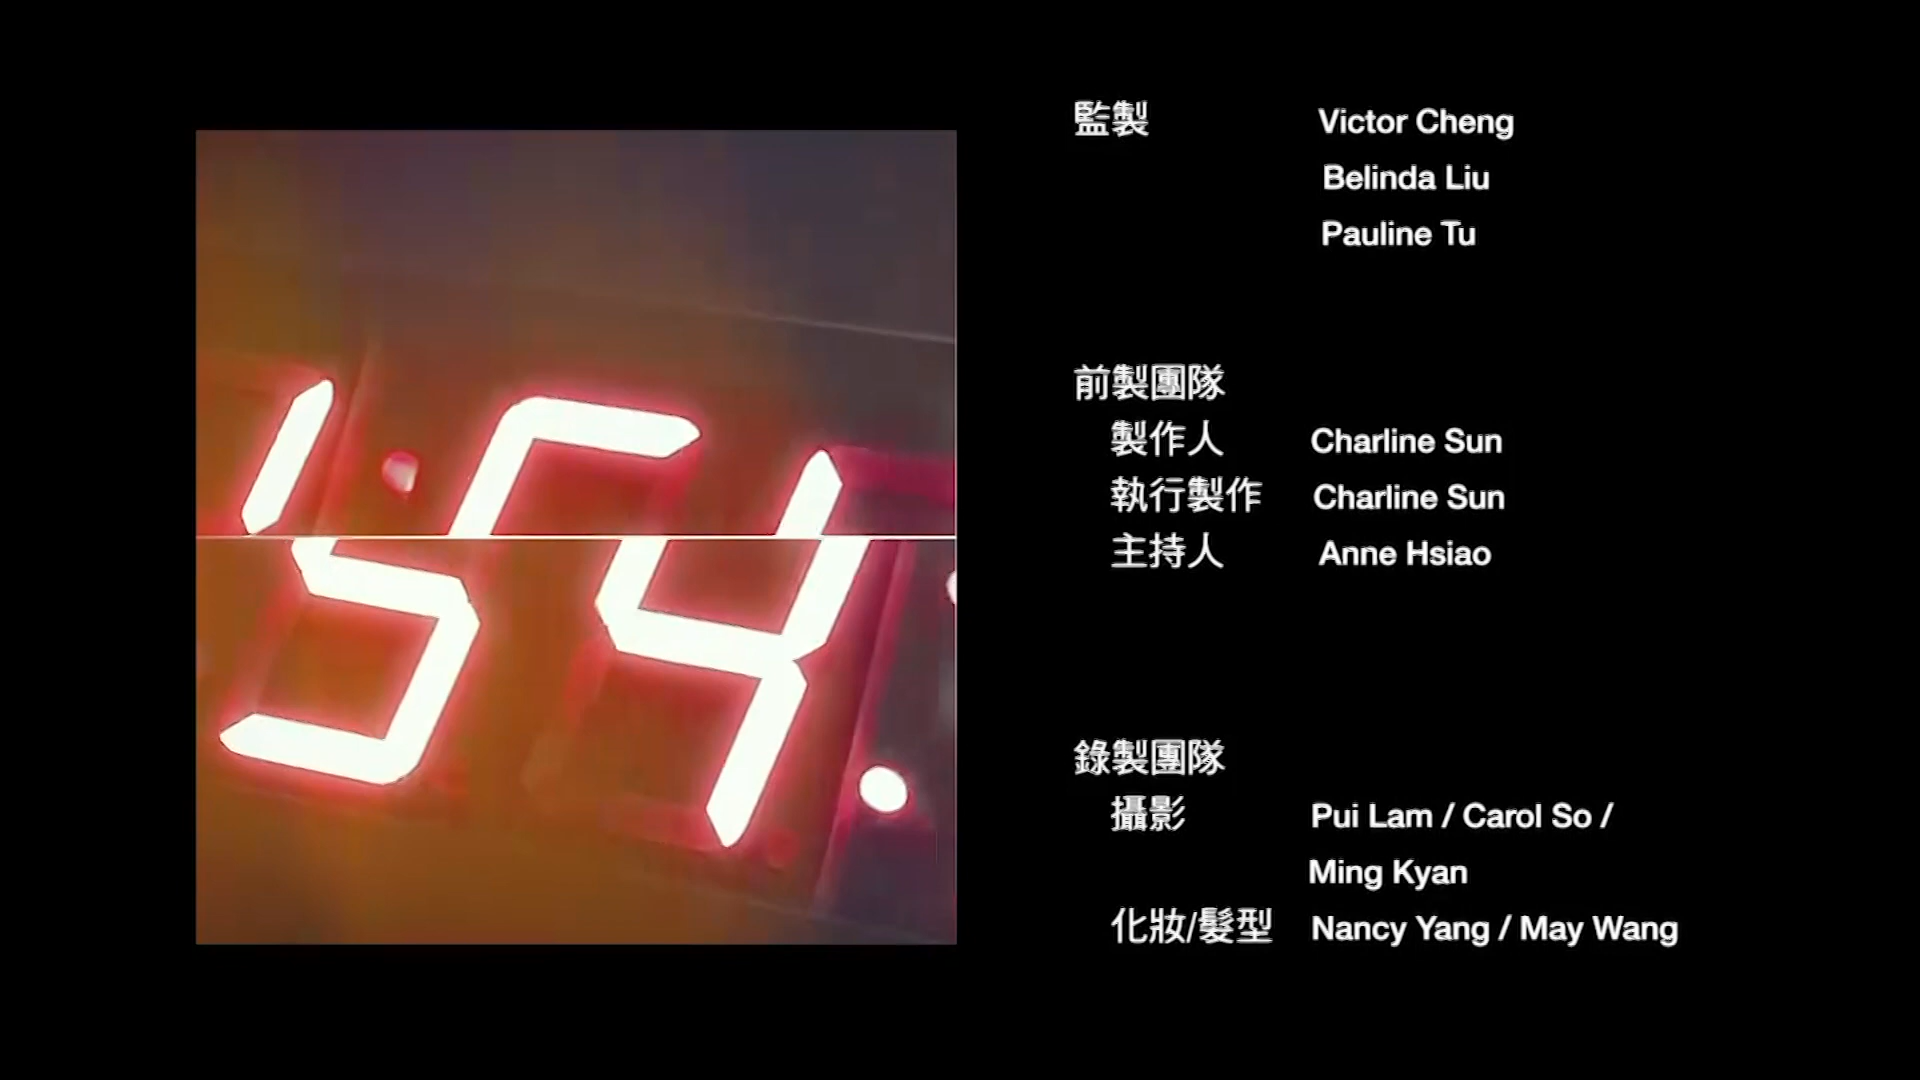 54.
監製 Victor Cheng
Belinda Liu
Pauline Tu
前製團隊
製作人 Charline Sun
執行製作 Charline Sun
主持人 Anne Hsiao
錄製團隊
攝影 Pui Lam / Carol So /
Ming Kyan
化妝/髮型 Nancy Yang / May Wang